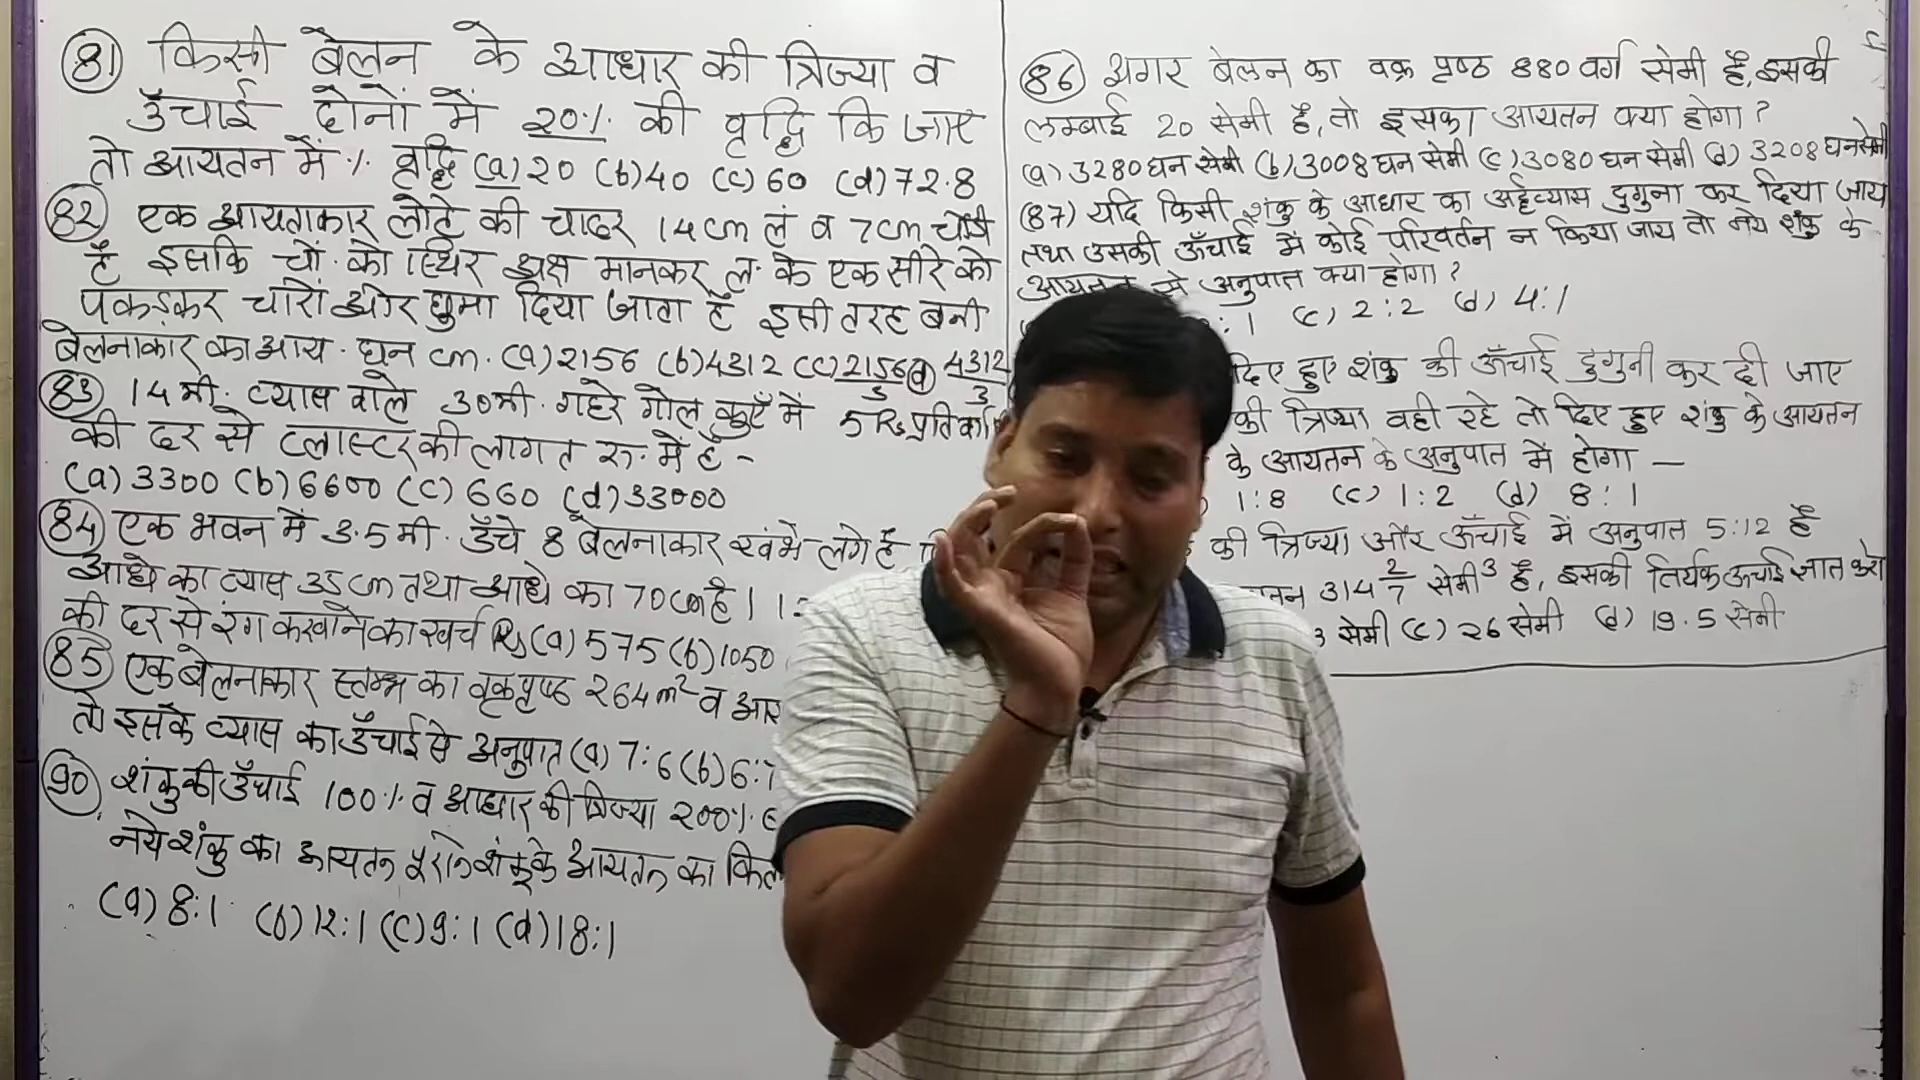 (81) किसी बेलन के आधार की त्रिज्या व
ऊँचाई दोनों में 20% की वृद्धि कि जाए
तो आयतन में % वृद्धि (a) 20 (b) 40 (c) 60 (d) 72.8
(82) एक आयताकार लोहे की चादर 14cm लं व 7cm चौड़ी
है इसकि चौं. को स्थिर अक्ष मानकर लं. के एक सीरे को
पकड़कर चारों ओर घुमा दिया जाता है इसी तरह बनी
बेलनाकार का आय. घन cm. (a) 2156 (b) 4312 (c) 2156/3 (d) 4312/3
(83) 14 मी. व्यास वाले 30मी. गहरे गोल कुएँ में 5 Rs प्रति
की दर से प्लास्टर की लागत रु. में है -
(a) 3300 (b) 6600 (c) 660 (d) 33000
(84) एक भवन में 3.5 मी. ऊँचे 8 बेलनाकार खंभे लगे हैं
आधे का व्यास 35 cm तथा आधे का 70cm है।
की दर से रंग करवाने का खर्च Rs (a) 575 (b) 1050
(85) एक बेलनाकार स्तम्भ का वक्रपृष्ठ 264 m² व
तो इसके व्यास का ऊँचाई से अनुपात (a) 7:6 (b) 6:7
(90) शंकु की ऊँचाई 100% व आधार की त्रिज्या 200%
नये शंकु का आयतन पुराने शंकु के आयतन का
(a) 8:1 (b) 12:1 (c) 9:1 (d) 18:1
(86) अगर बेलन का वक्र पृष्ठ 880 वर्ग सेमी है, इसकी
लम्बाई 20 सेमी है, तो इसका आयतन क्या होगा?
(a) 3280 घन सेमी (b) 3008 घन सेमी (c) 3080 घन सेमी (d) 3208 घन सेमी
(87) यदि किसी शंकु के आधार का अर्द्धव्यास दुगुना कर दिया जाय
तथा उसकी ऊँचाई में कोई परिवर्तन न किया जाय तो नये शंकु के
आयतन से अनुपात क्या होगा?
: 1 (c) 2:2 (d) 4:1
दिए हुए शंकु की ऊँचाई दुगुनी कर दी जाए
की त्रिज्या वही रहे तो दिए हुए शंकु के आयतन
के आयतन के अनुपात में होगा —
1:8 (c) 1:2 (d) 8:1
की त्रिज्या और ऊँचाई में अनुपात 5:12 है
314 2/7 सेमी³ है, इसकी तिर्यक ऊंचाई ज्ञात करो
3 सेमी (c) 26 सेमी (d) 19.5 सेमी